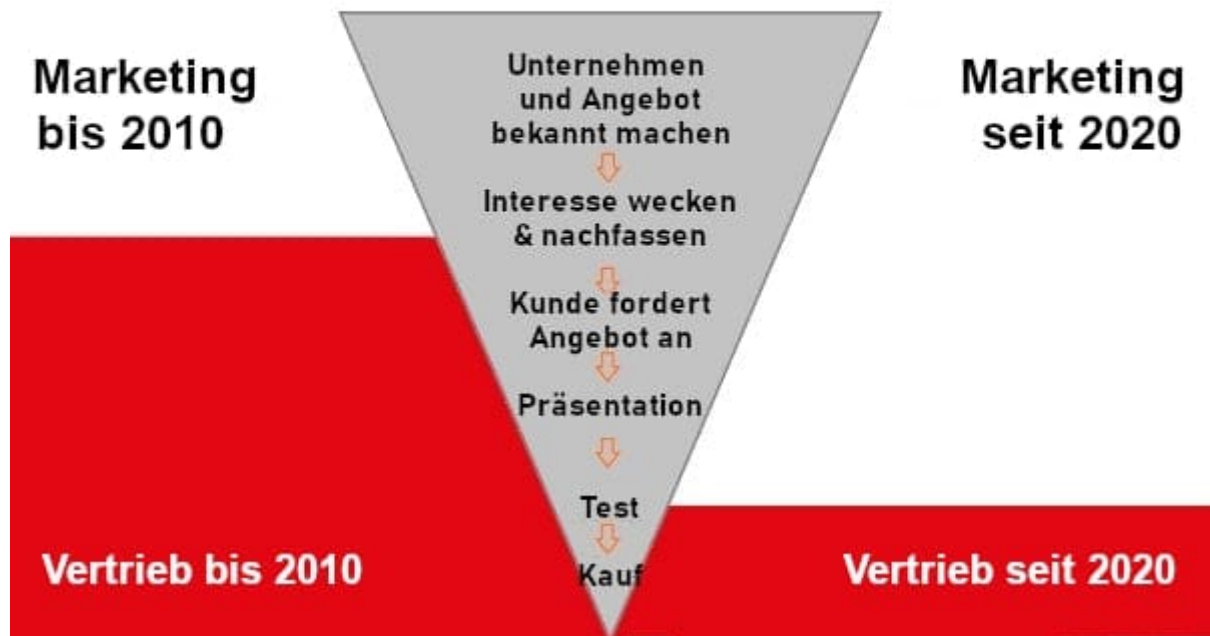 Marketing
bis 2010
Unternehmen
und Angebot
bekannt machen
Interesse wecken
& nachfassen
Kunde fordert
Angebot an
Präsentation
Test
Kauf
Marketing
seit 2020
Vertrieb bis 2010
Vertrieb seit 2020